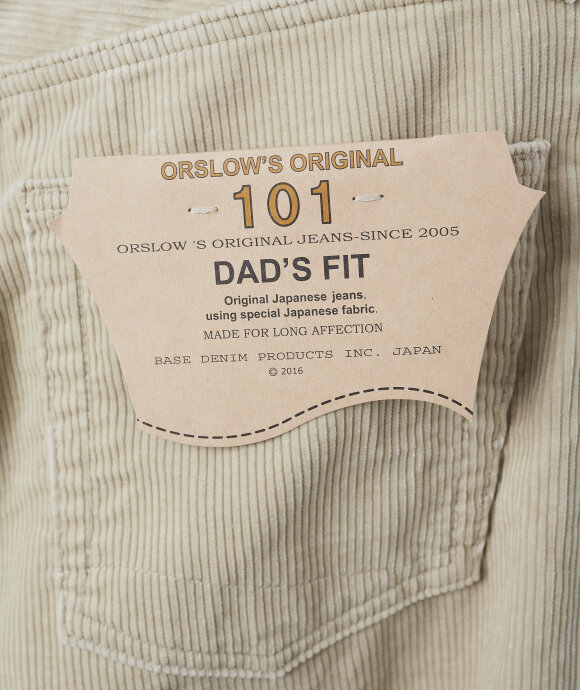 ORSLOW'S ORIGINAL
101
ORSLOW 'S ORIGINAL JEANS-SINCE 2005
DAD'S FIT
Original Japanese jeans,
using special Japanese fabric.
MADE FOR LONG AFFECTION
BASE DENIM PRODUCTS INC. JAPAN
© 2016